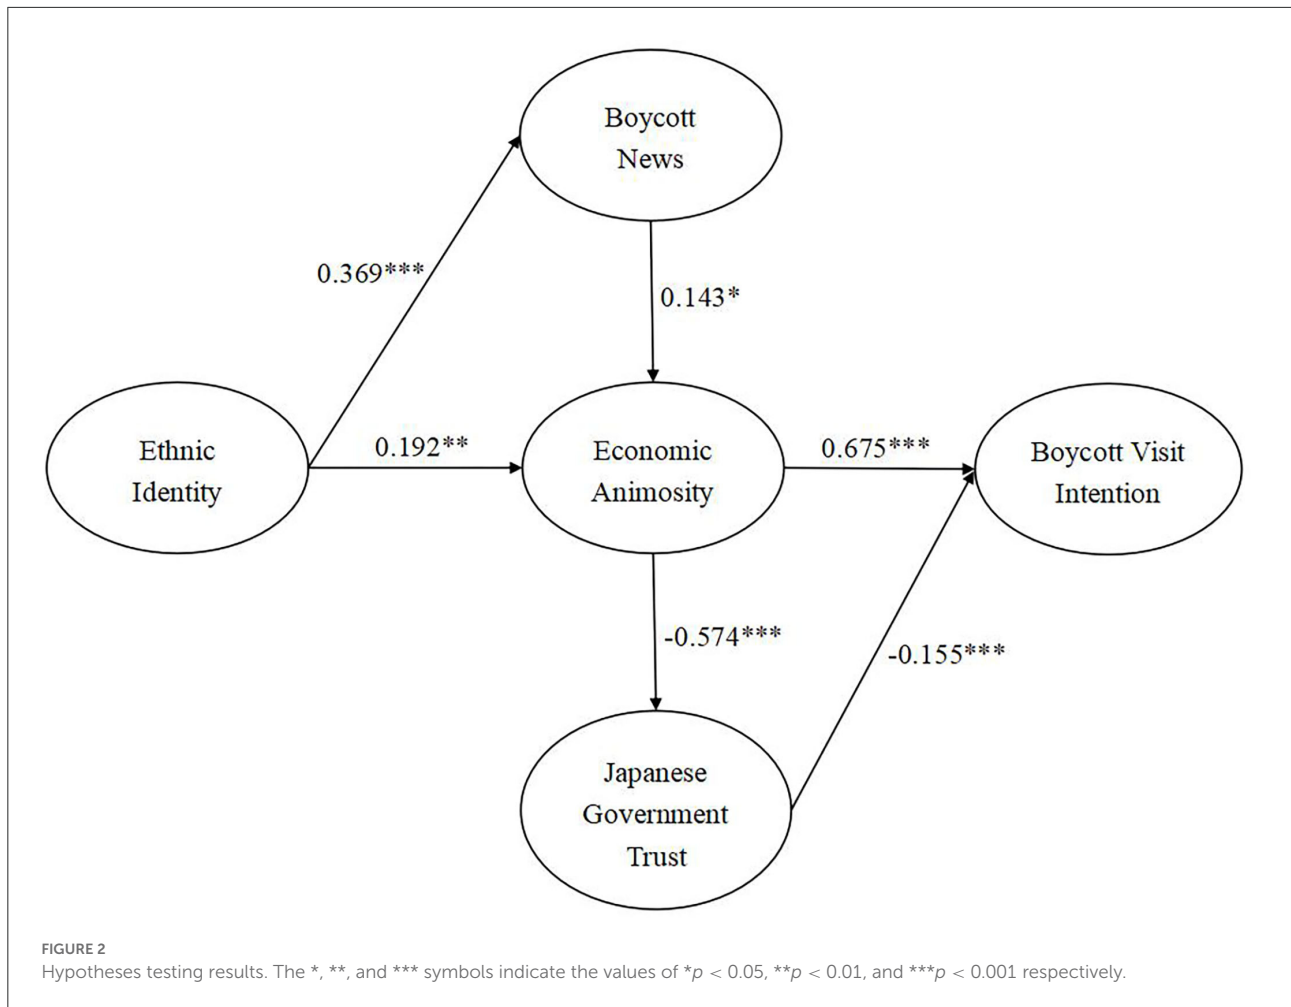 Boycott
News
0.369***
0.143*
Ethnic
Identity
0.192**
Economic
Animosity
0.675***
Boycott Visit
Intention
-0.574***
-0.155***
Japanese
Government
Trust
FIGURE 2
Hypotheses testing results. The *, **, and *** symbols indicate the values of *p < 0.05, **p < 0.01, and ***p < 0.001 respectively.